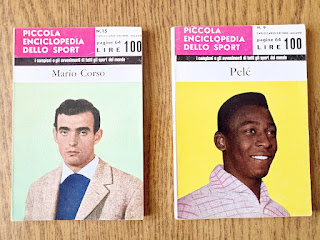 PICCOLA
ENCICLOPEDIA
DELLO SPORT
N. 15
pagine 64
LIRE 100
I campioni e gli avvenimenti di tutti gli sport del mondo
Mario Corso
PICCOLA
ENCICLOPEDIA
DELLO SPORT
pagine 64
LIRE 100
I campioni e gli avvenimenti di tutti gli sport del mondo
Pelé